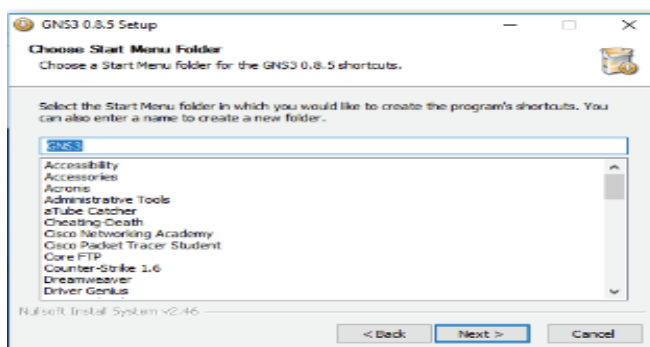 GNS3 0.8.5 Setup
Choose Start Menu Folder
Choose a Start Menu folder for the GNS3 0.8.5 shortcuts.
Select the Start Menu folder in which you would like to create the program's shortcuts. You
can also enter a name to create a new folder.
GNS3
Accessibility
Accessories
Acronis
Administrative Tools
aTube Catcher
Cheating-Death
Cisco Networking Academy
Cisco Packet Tracer Student
Core FTP
Counter-Strike 1.6
Dreamweaver
Driver Genius
Nullsoft Install System v2.46
< Back Next > Cancel